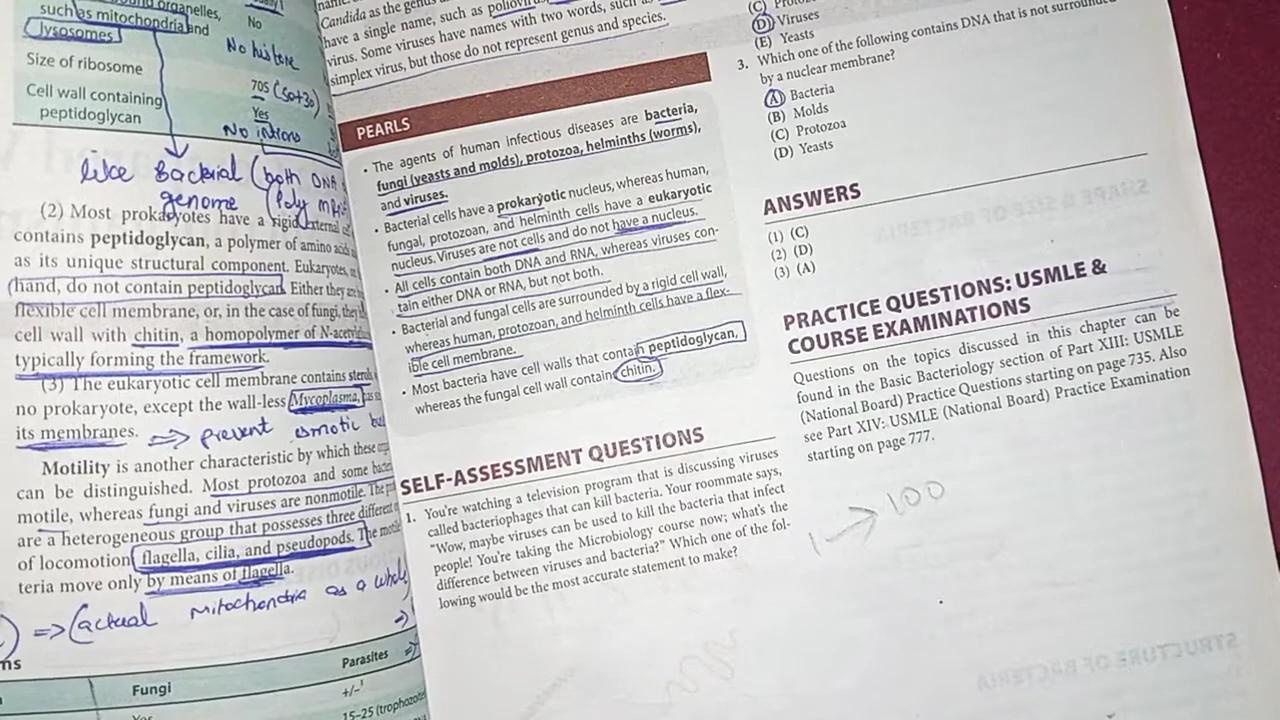 organelles,
such as mitochondria and
lysosomes
No
No histone
Size of ribosome
70S (50+30)
Cell wall containing
peptidoglycan
Yes
No introns
like Bacterial (both DNA
genome
(2) Most prokaryotes have a rigid external
contains peptidoglycan, a polymer of amino acids
as its unique structural component. Eukaryotes,
hand, do not contain peptidoglycan. Either they are
flexible cell membrane, or, in the case of fungi, they
cell wall with chitin, a homopolymer of
typically forming the framework.
(3) The eukaryotic cell membrane contains
no prokaryote, except the wall-less Mycoplasma, has
its membranes.
⇒ prevent osmotic
Motility is another characteristic by which these
can be distinguished. Most protozoa and some
motile, whereas fungi and viruses are nonmotile. The
are a heterogeneous group that possesses three different
of locomotion flagella, cilia, and pseudopods. The
teria move only by means of flagella.
⇒ (actual mitochondria as a whole)
ms
Fungi
Parasites
Yes
+/–
15–25
Candida as the genus
have a single name, such as poliovirus
virus. Some viruses have names with two words, such
simplex virus, but those do not represent genus and species.
PEARLS
• The agents of human infectious diseases are bacteria,
fungi (yeasts and molds), protozoa, helminths (worms),
and viruses.
• Bacterial cells have a prokaryotic nucleus, whereas human,
fungal, protozoan, and helminth cells have a eukaryotic
nucleus. Viruses are not cells and do not have a nucleus.
• All cells contain both DNA and RNA, whereas viruses con-
tain either DNA or RNA, but not both.
• Bacterial and fungal cells are surrounded by a rigid cell wall,
whereas human, protozoan, and helminth cells have a flex-
ible cell membrane.
• Most bacteria have cell walls that contain peptidoglycan,
whereas the fungal cell wall contains chitin.
SELF-ASSESSMENT QUESTIONS
1. You're watching a television program that is discussing viruses
called bacteriophages that can kill bacteria. Your roommate says,
"Wow, maybe viruses can be used to kill the bacteria that infect
people! You're taking the Microbiology course now; what's the
difference between viruses and bacteria?" Which one of the fol-
lowing would be the most accurate statement to make?
(C)
(D) Viruses
(E) Yeasts
3. Which one of the following contains DNA that is not surrounded
by a nuclear membrane?
(A) Bacteria
(B) Molds
(C) Protozoa
(D) Yeasts
ANSWERS
(1) (C)
(2) (D)
(3) (A)
PRACTICE QUESTIONS: USMLE &
COURSE EXAMINATIONS
Questions on the topics discussed in this chapter can be
found in the Basic Bacteriology section of Part XIII: USMLE
(National Board) Practice Questions starting on page 735. Also
see Part XIV: USMLE (National Board) Practice Examination
starting on page 777.
1 → 100